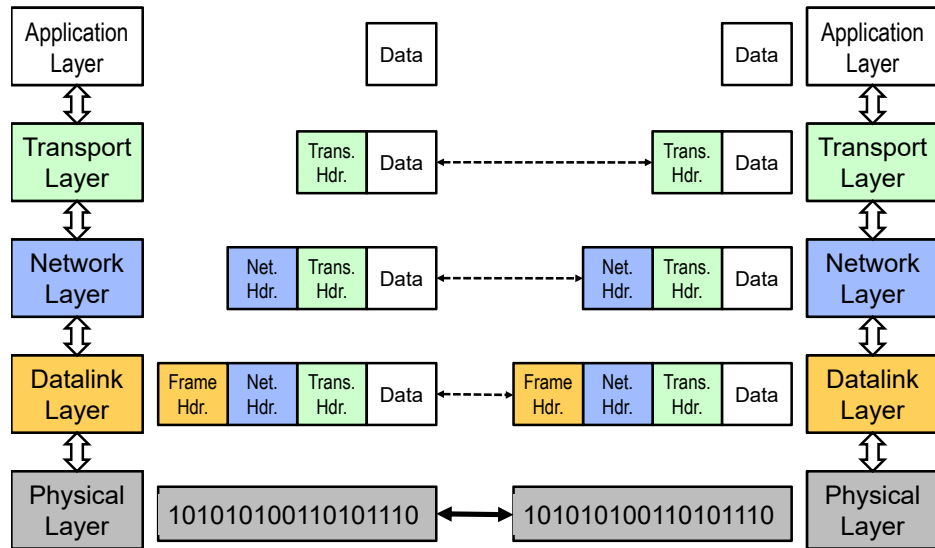 Application
Layer
Data
Data
Application
Layer
Transport
Layer
Trans.
Hdr.
Data
Trans.
Hdr.
Data
Transport
Layer
Network
Layer
Net.
Hdr.
Trans.
Hdr.
Data
Net.
Hdr.
Trans.
Hdr.
Data
Network
Layer
Datalink
Layer
Frame
Hdr.
Net.
Hdr.
Trans.
Hdr.
Data
Frame
Hdr.
Net.
Hdr.
Trans.
Hdr.
Data
Datalink
Layer
Physical
Layer
101010100110101110
101010100110101110
Physical
Layer